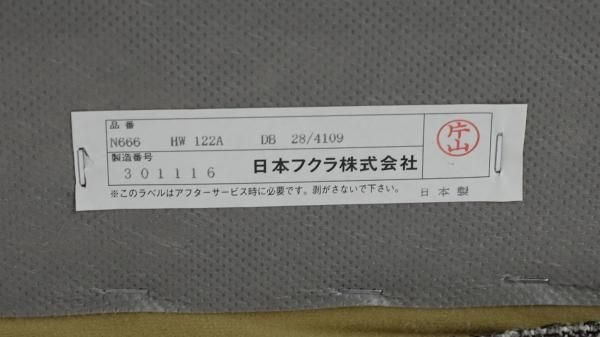 品番
N666 HW 122A DB 28/4109
製造番号
301116
日本フクラ株式会社
片山
※このラベルはアフターサービス時に必要です。剥がさないで下さい。 日本製